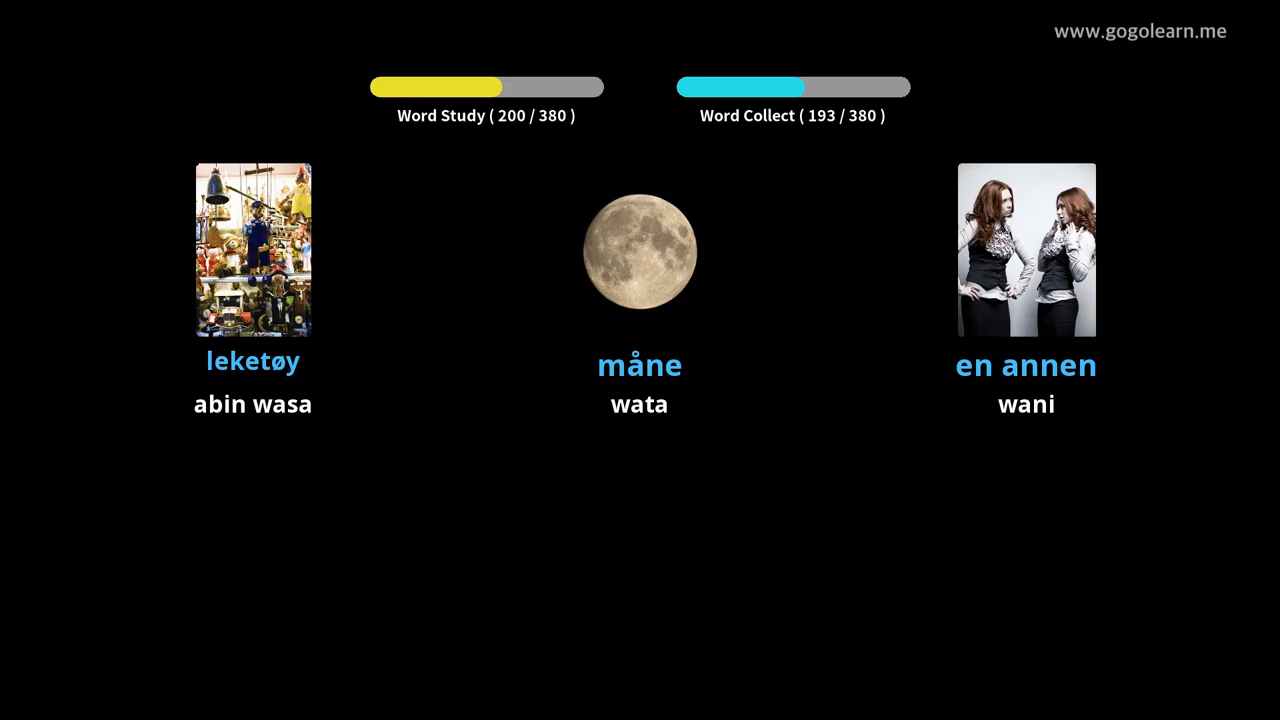 www.gogolearn.me
Word Study ( 200 / 380 )
Word Collect ( 193 / 380 )
leketøy
måne
en annen
abin wasa
wata
wani